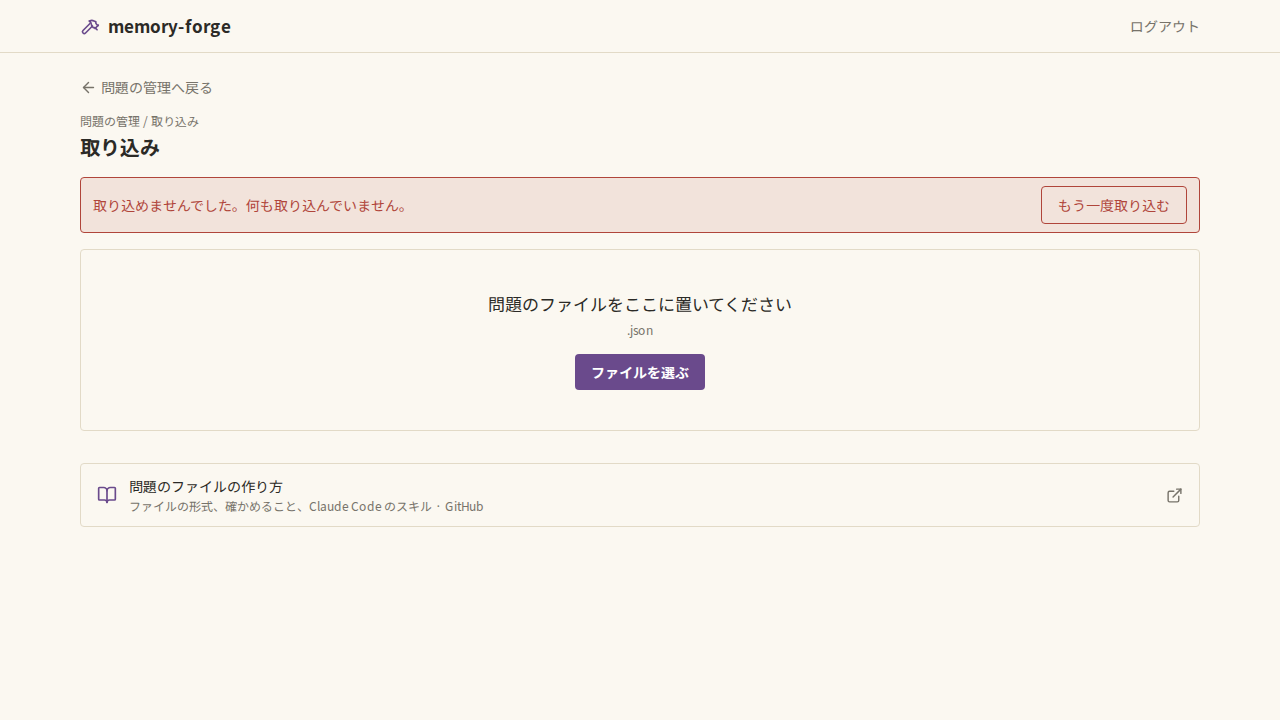 memory-forge
ログアウト
問題の管理へ戻る
問題の管理 / 取り込み
取り込み
取り込めませんでした。何も取り込んでいません。
もう一度取り込む
問題のファイルをここに置いてください
.json
ファイルを選ぶ
問題のファイルの作り方
ファイルの形式、確かめること、Claude Code のスキル · GitHub